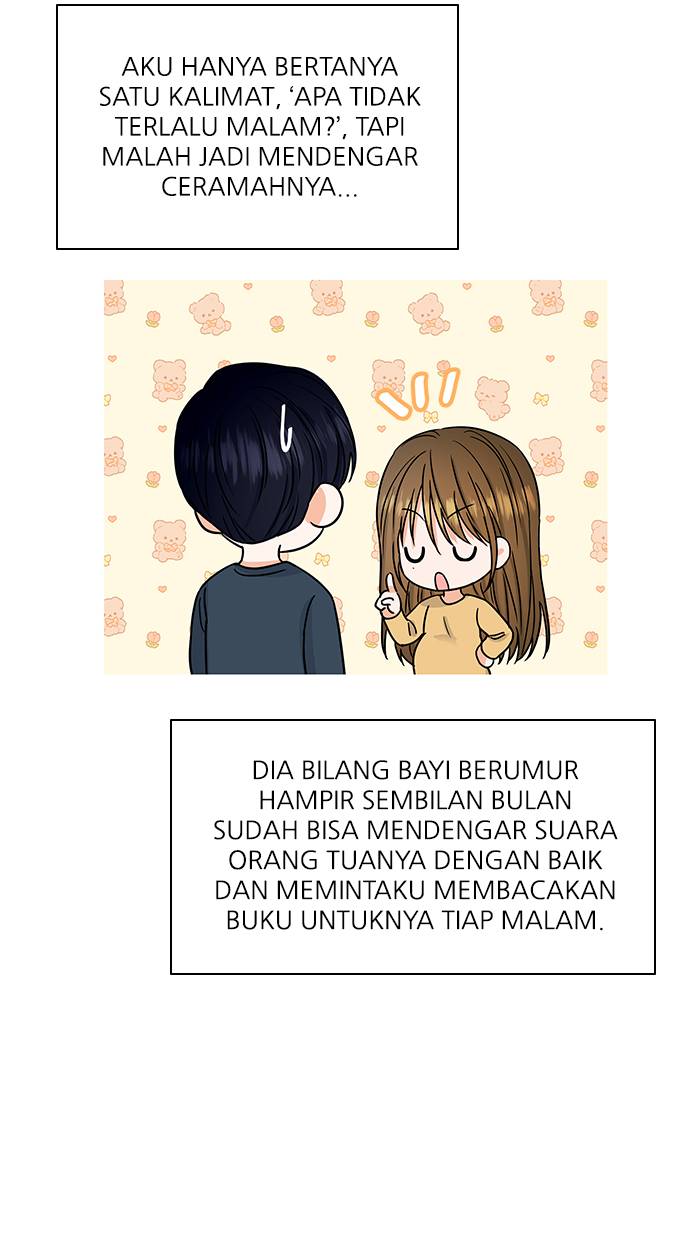 AKU HANYA BERTANYA
SATU KALIMAT, ‘APA TIDAK
TERLALU MALAM?’, TAPI
MALAH JADI MENDENGAR
CERAMAHNYA...
DIA BILANG BAYI BERUMUR
HAMPIR SEMBILAN BULAN
SUDAH BISA MENDENGAR SUARA
ORANG TUANYA DENGAN BAIK
DAN MEMINTAKU MEMBACAKAN
BUKU UNTUKNYA TIAP MALAM.